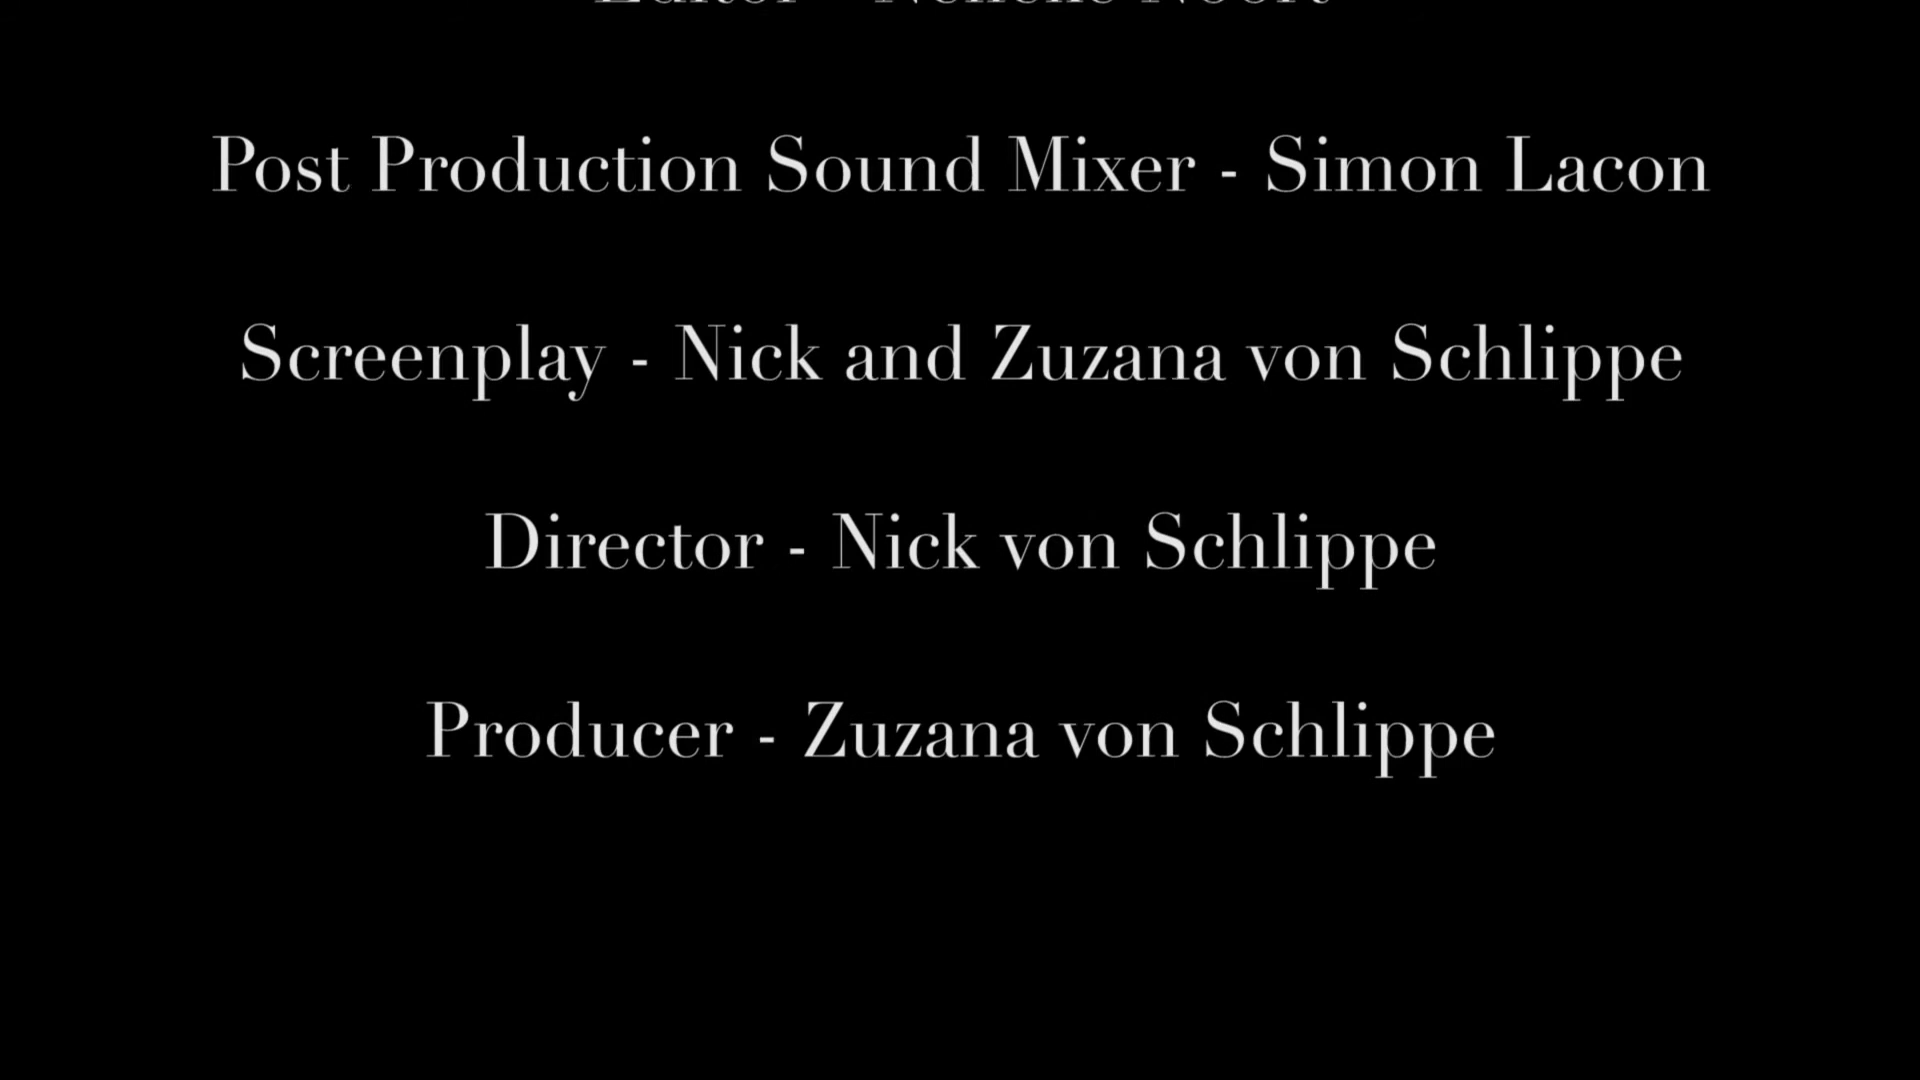 Editor -
Post Production Sound Mixer - Simon Lacon
Screenplay - Nick and Zuzana von Schlippe
Director - Nick von Schlippe
Producer - Zuzana von Schlippe